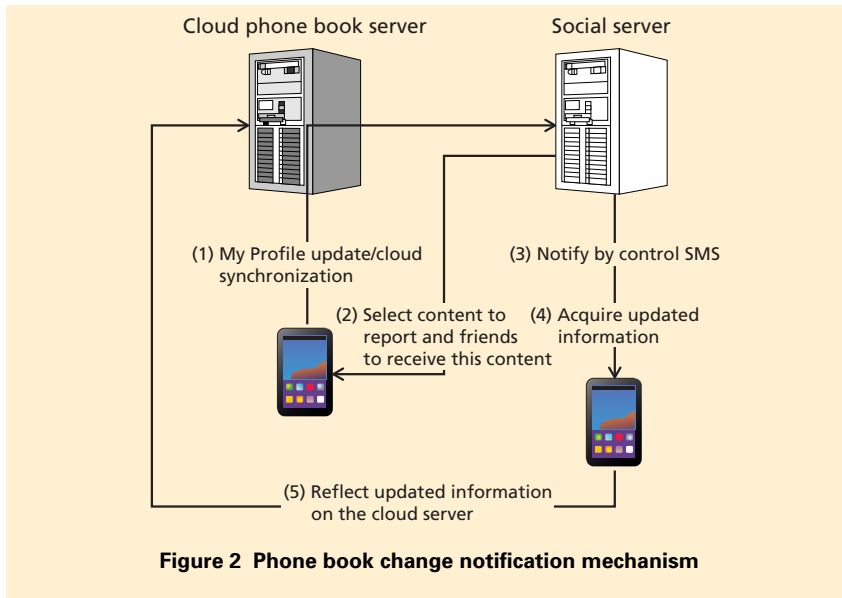 Cloud phone book server
Social server
(1) My Profile update/cloud
synchronization
(3) Notify by control SMS
(2) Select content to
report and friends
to receive this content
(4) Acquire updated
information
(5) Reflect updated information
on the cloud server
Figure 2 Phone book change notification mechanism